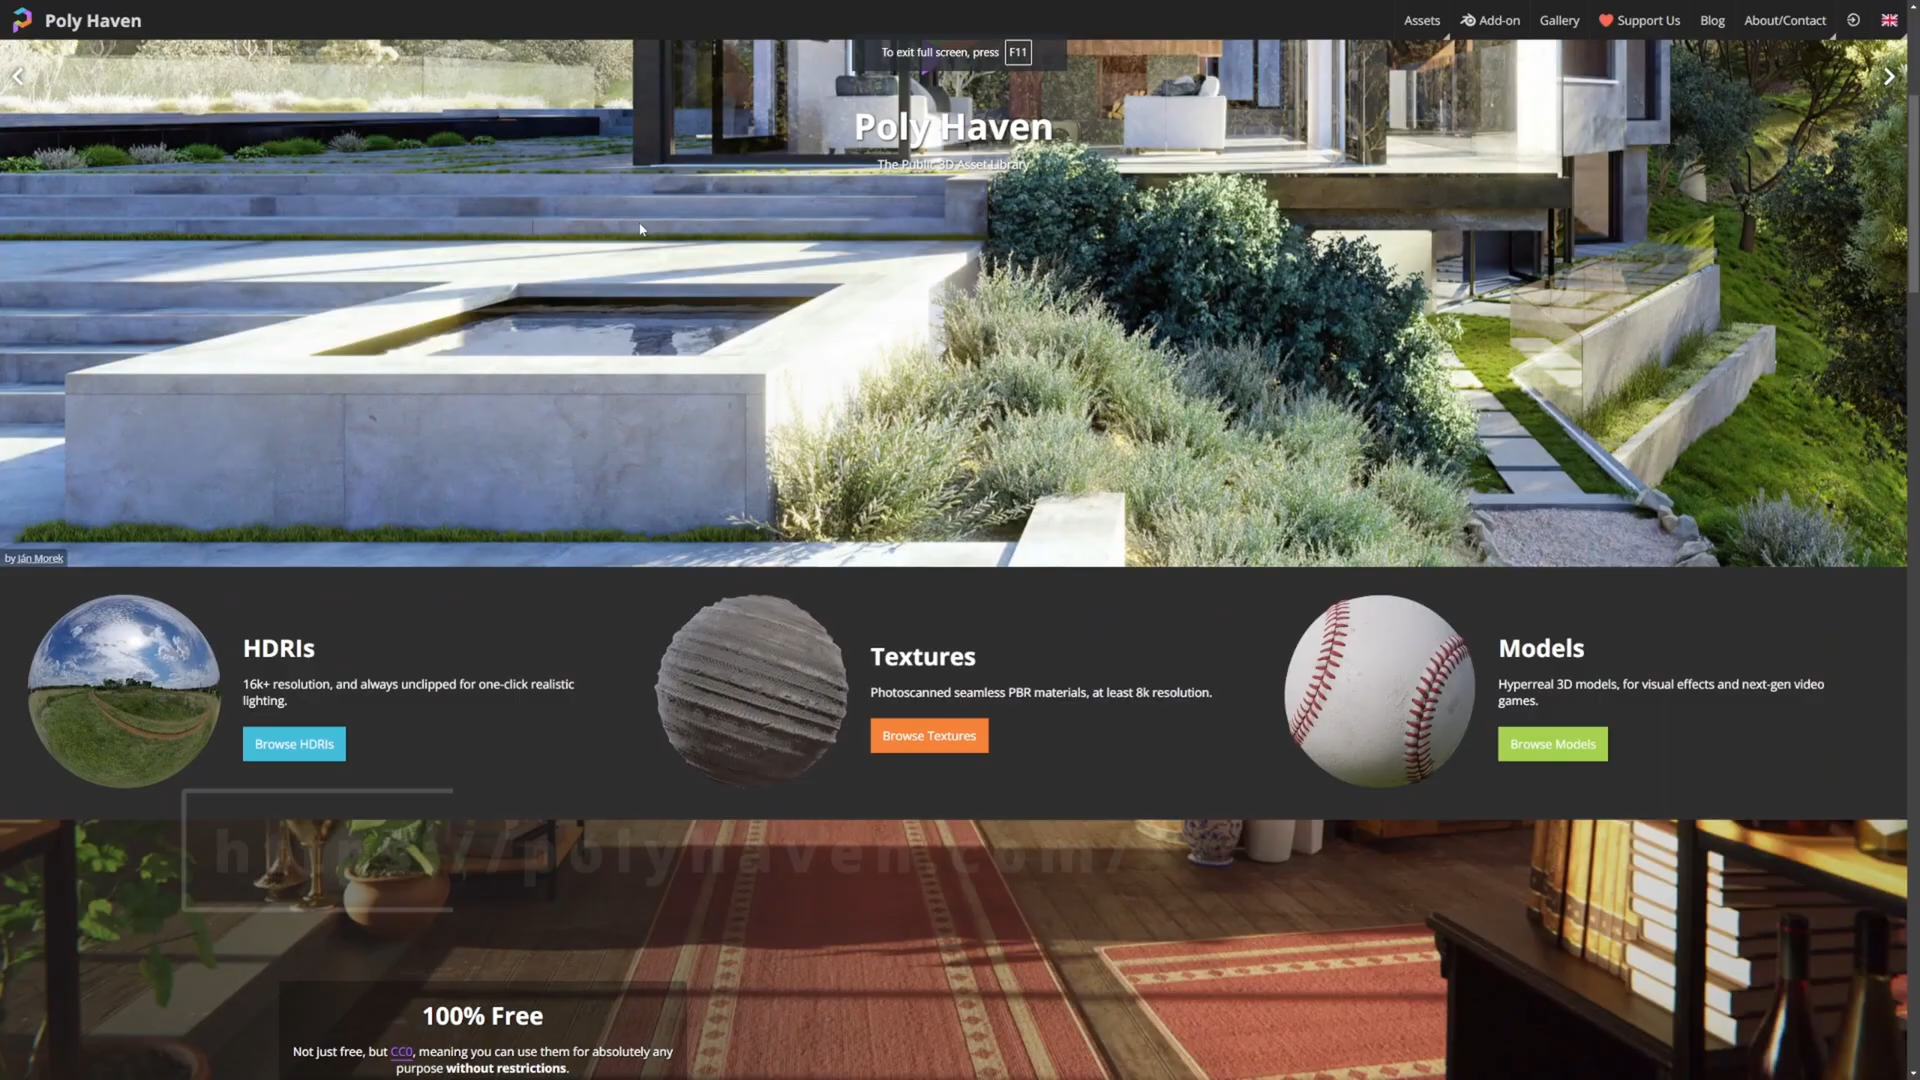 Poly Haven
Assets
Add-on
Gallery
Support Us
Blog
About/Contact
To exit full screen, press F11
Poly Haven
The Public 3D Asset Library
by Ján Morek
HDRIs
16k+ resolution, and always unclipped for one-click realistic
lighting.
Browse HDRIs
Textures
Photoscanned seamless PBR materials, at least 8k resolution.
Browse Textures
Models
Hyperreal 3D models, for visual effects and next-gen video
games.
Browse Models
https://polyhaven.com/
100% Free
Not just free, but CC0, meaning you can use them for absolutely any
purpose without restrictions.